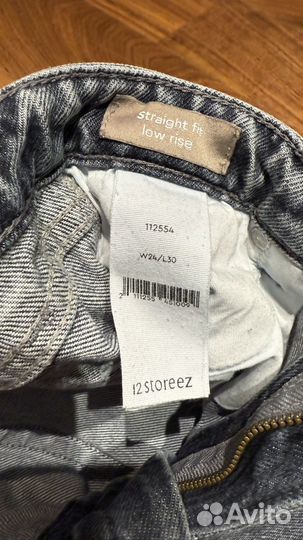 straight fit
low rise
112554
W24/L30
12STOREEZ
Avito